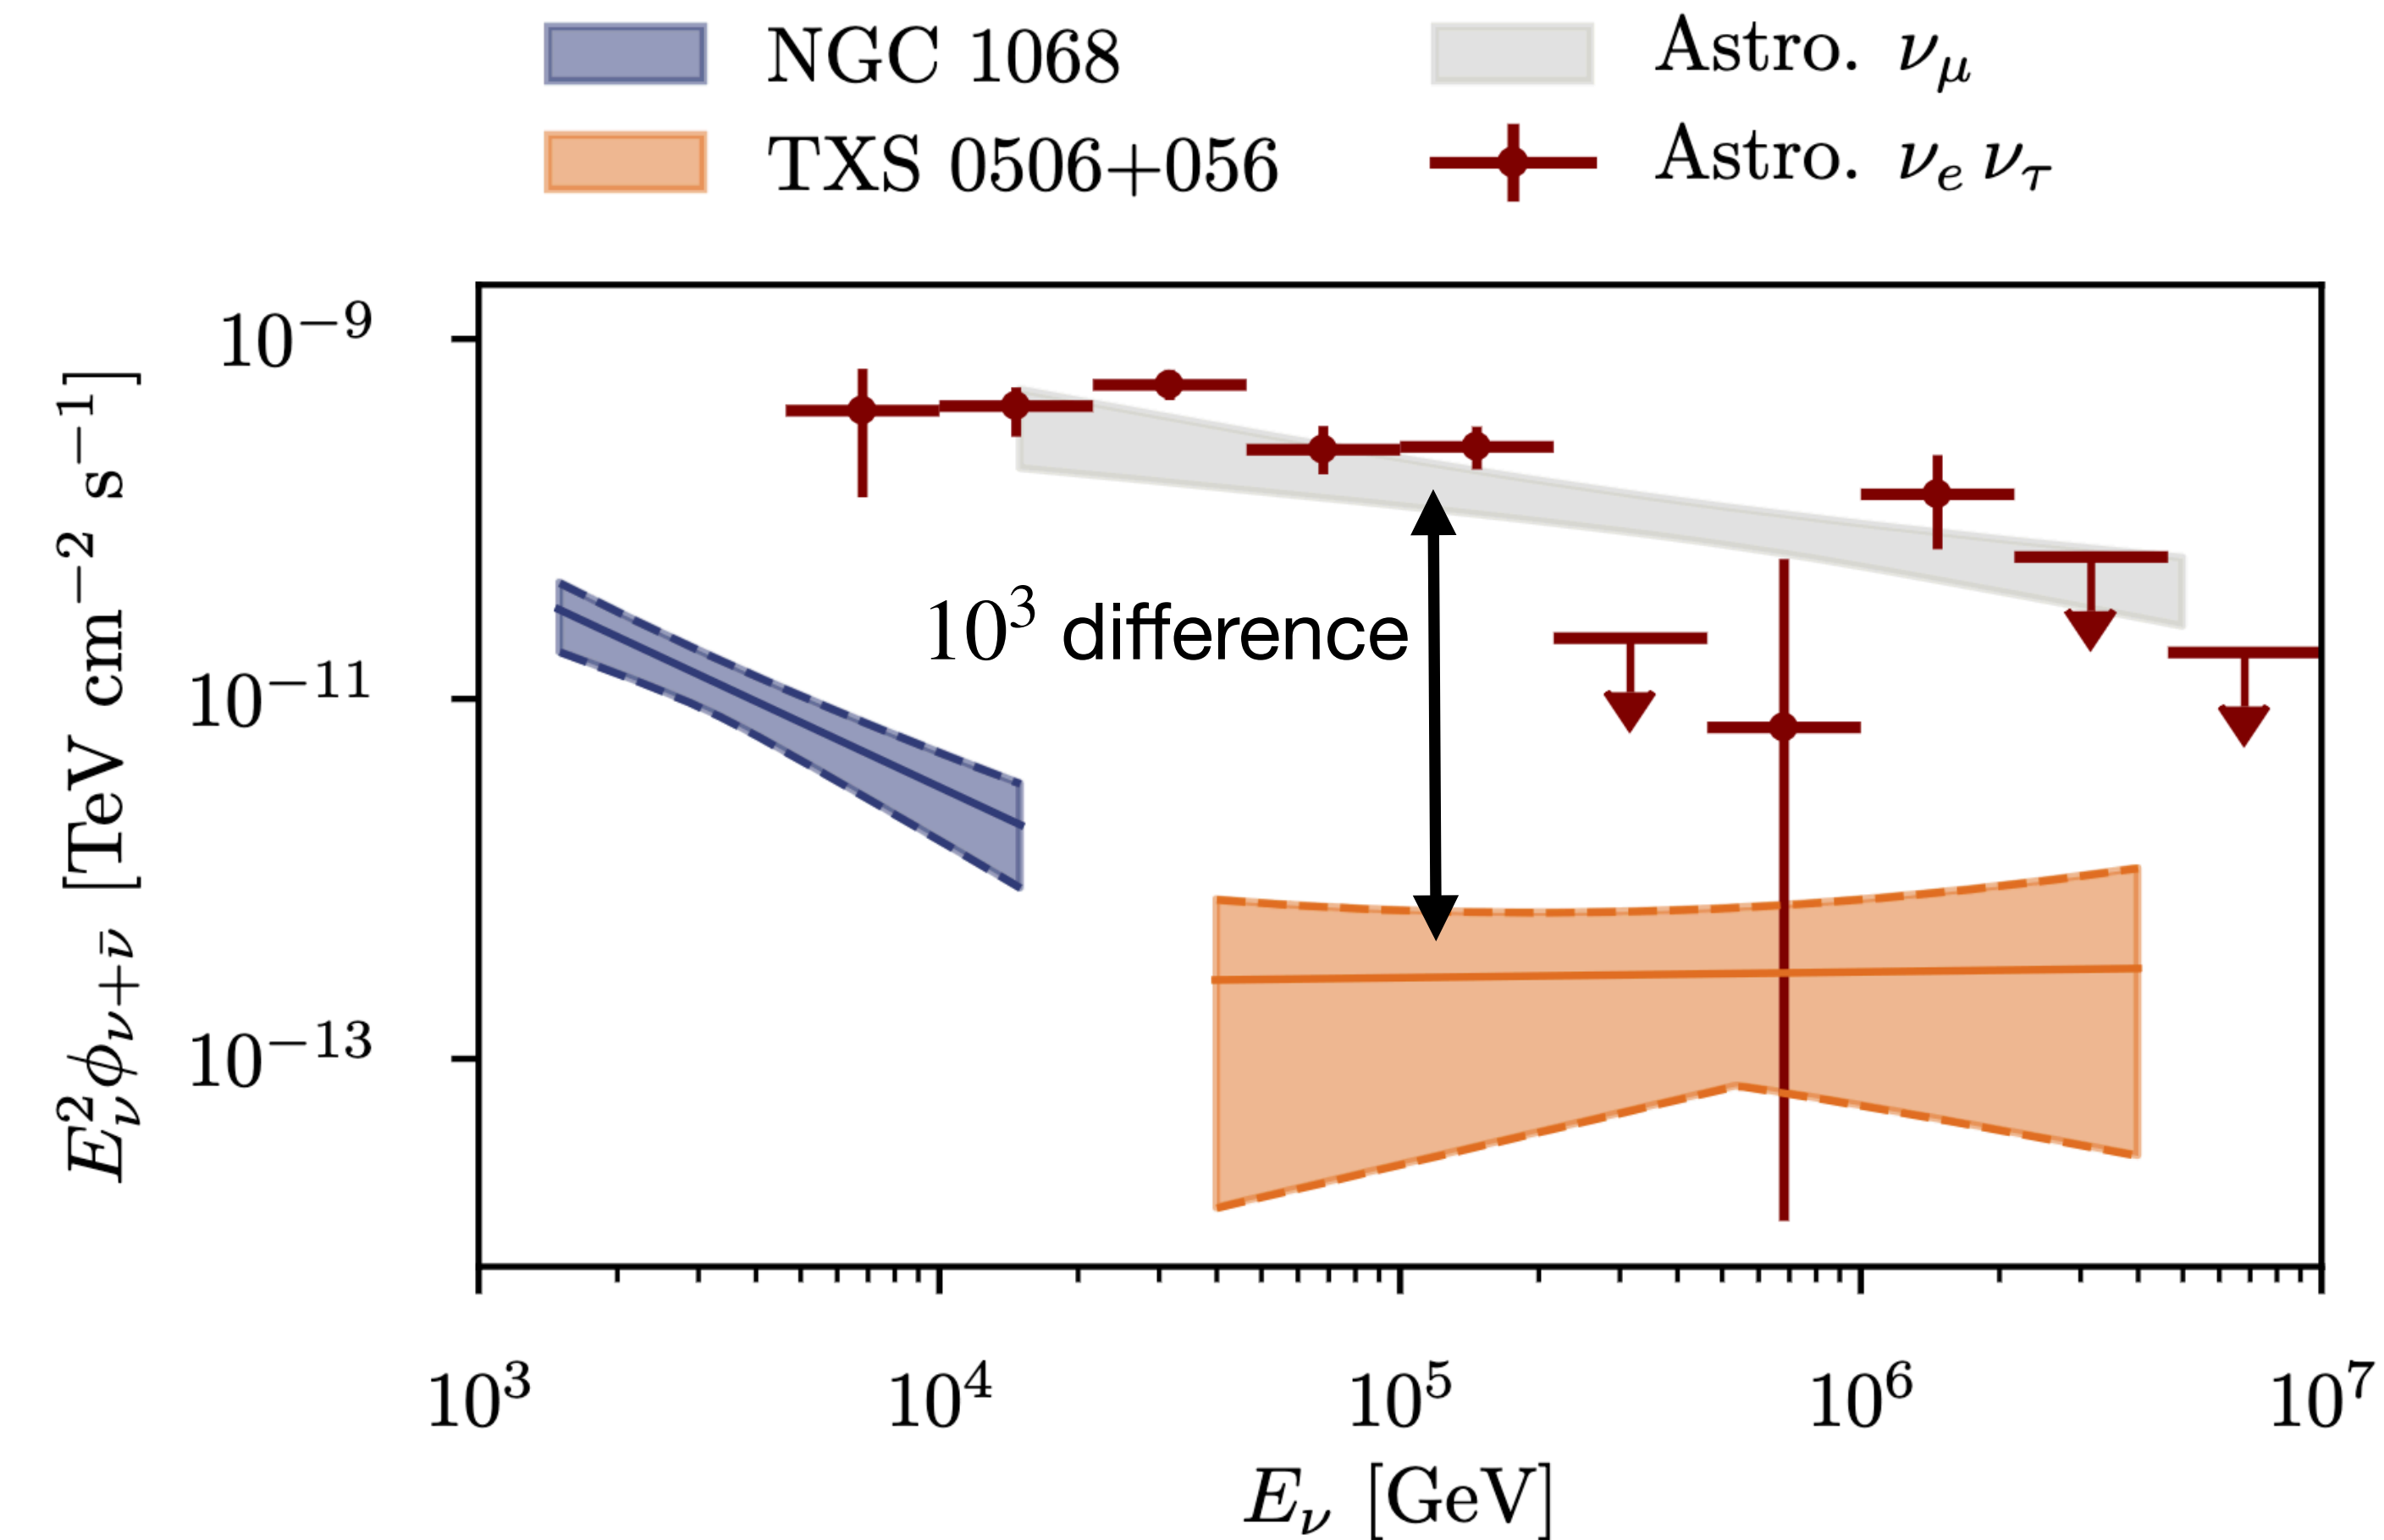 NGC 1068
TXS 0506+056
Astro. ν_μ
Astro. ν_e ν_τ
E_ν^2 ϕ_{ν+ν̄} [TeV cm^−2 s^−1]
10^−9
10^−11
10^−13
10^3 difference
10^3 10^4 10^5 10^6 10^7
E_ν [GeV]